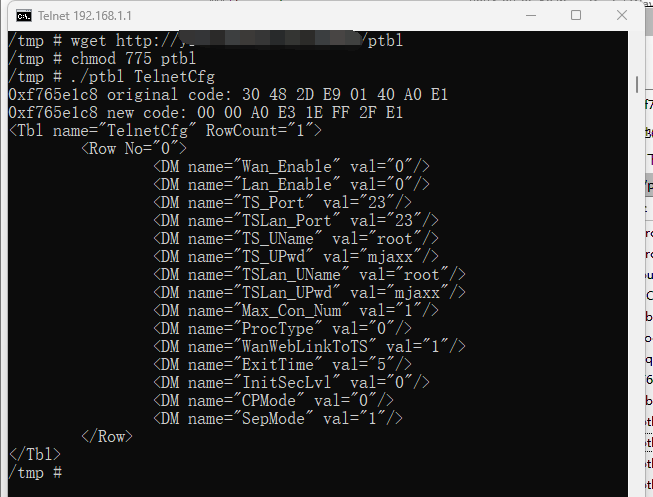 Telnet 192.168.1.1
/tmp # wget http://y /ptbl
/tmp # chmod 775 ptbl
/tmp # ./ptbl TelnetCfg
0xf765e1c8 original code: 30 48 2D E9 01 40 A0 E1
0xf765e1c8 new code: 00 00 A0 E3 1E FF 2F E1
<Tbl name="TelnetCfg" RowCount="1">
<Row No="0">
<DM name="Wan_Enable" val="0"/>
<DM name="Lan_Enable" val="0"/>
<DM name="TS_Port" val="23"/>
<DM name="TSLan_Port" val="23"/>
<DM name="TS_UName" val="root"/>
<DM name="TS_UPwd" val="mjaxx"/>
<DM name="TSLan_UName" val="root"/>
<DM name="TSLan_UPwd" val="mjaxx"/>
<DM name="Max_Con_Num" val="1"/>
<DM name="ProcType" val="0"/>
<DM name="WanWebLinkToTS" val="1"/>
<DM name="ExitTime" val="5"/>
<DM name="InitSecLvl" val="0"/>
<DM name="CPMode" val="0"/>
<DM name="SepMode" val="1"/>
</Row>
</Tbl>
/tmp #